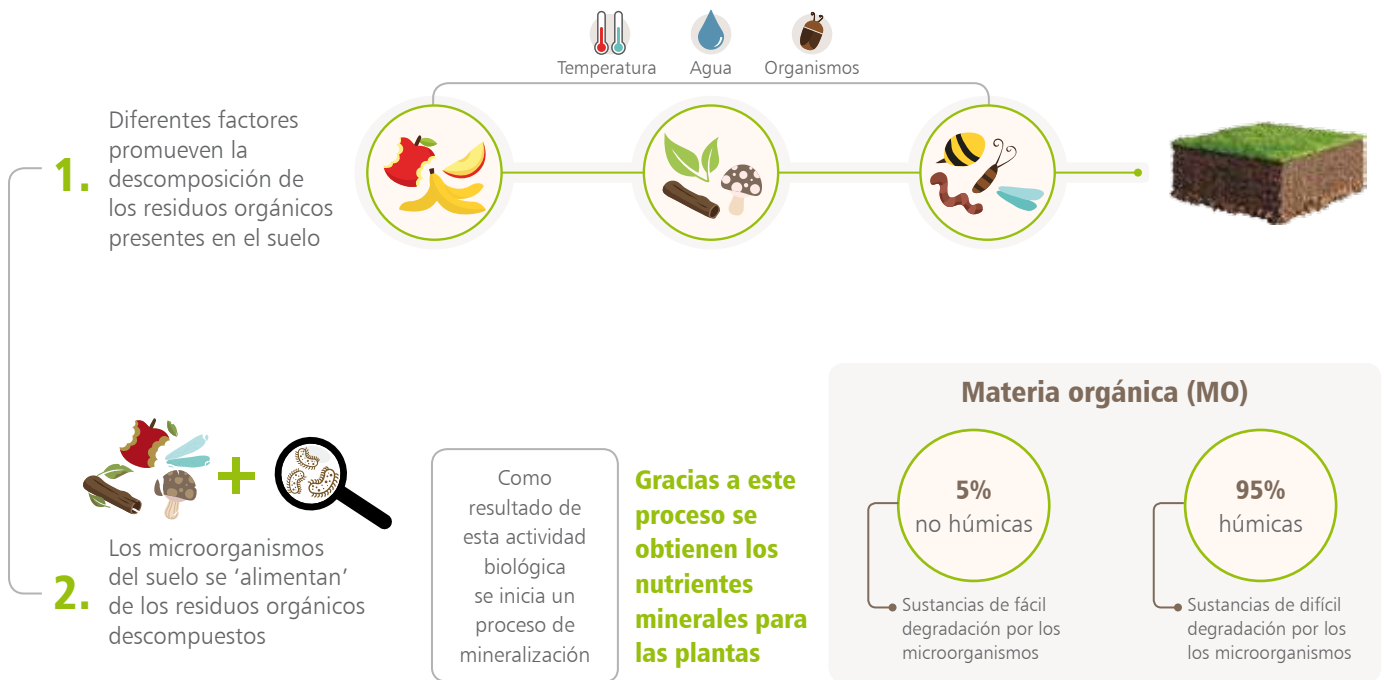 Temperatura
Agua
Organismos
1.
Diferentes factores
promueven la
descomposición de
los residuos orgánicos
presentes en el suelo
2.
Los microorganismos
del suelo se ‘alimentan’
de los residuos orgánicos
descompuestos
Como
resultado de
esta actividad
biológica
se inicia un
proceso de
mineralización
Gracias a este
proceso se
obtienen los
nutrientes
minerales para
las plantas
Materia orgánica (MO)
5%
no húmicas
Sustancias de fácil
degradación por los
microorganismos
95%
húmicas
Sustancias de difícil
degradación por los
los microorganismos